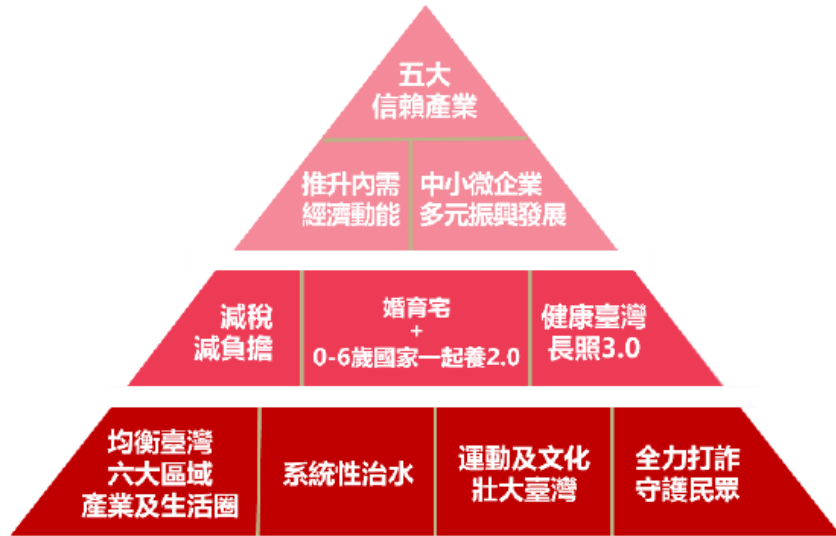 五大
信賴產業
推升內需
經濟動能
中小微企業
多元振興發展
減稅
減負擔
婚育宅
+
0-6歲國家一起養2.0
健康臺灣
長照3.0
均衡臺灣
六大區域
產業及生活圈
系統性治水
運動及文化
壯大臺灣
全力打詐
守護民眾